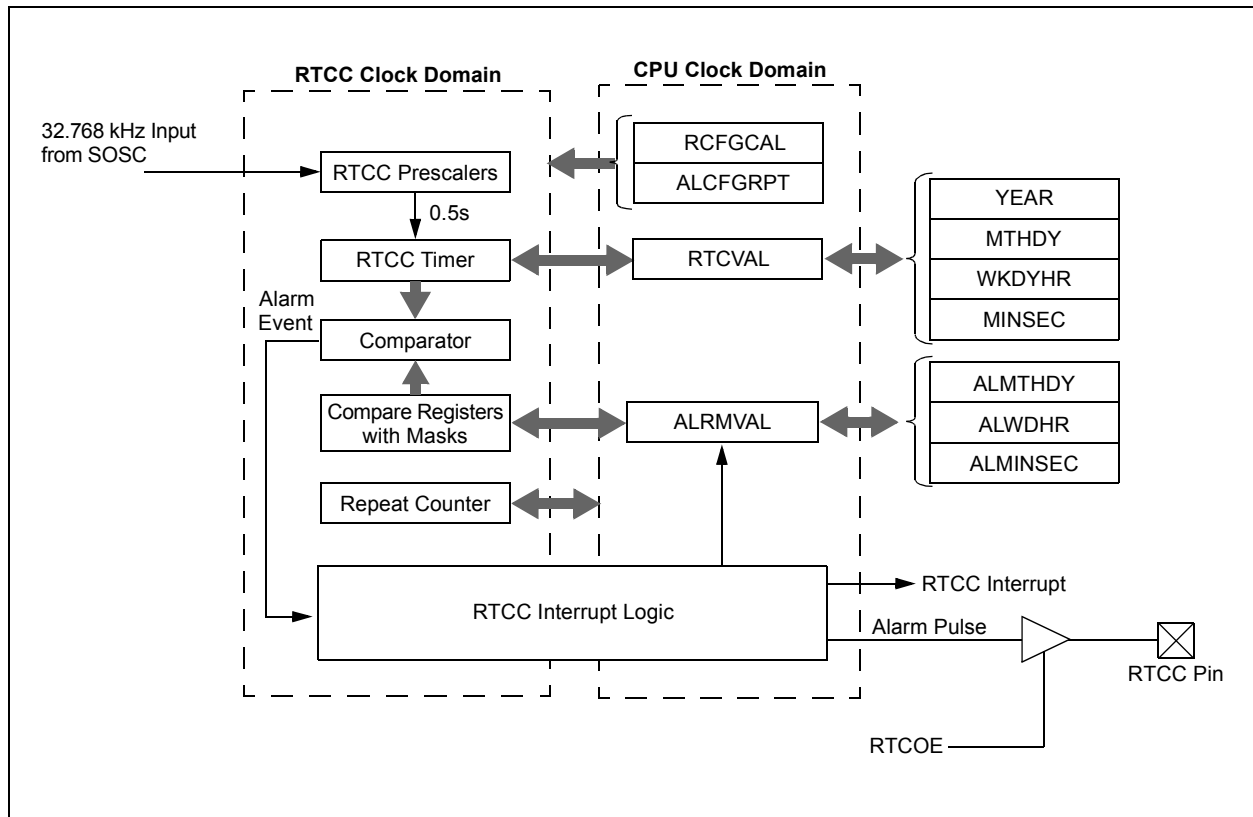 RTCC Clock Domain
CPU Clock Domain
32.768 kHz Input
from SOSC
RTCC Prescalers
0.5s
RTCC Timer
Alarm
Event
Comparator
Compare Registers
with Masks
Repeat Counter
RCFGCAL
ALCFGRPT
RTCVAL
ALRMVAL
YEAR
MTHDY
WKDYHR
MINSEC
ALMTHDY
ALWDHR
ALMINSEC
RTCC Interrupt Logic
RTCC Interrupt
Alarm Pulse
RTCC Pin
RTCOE